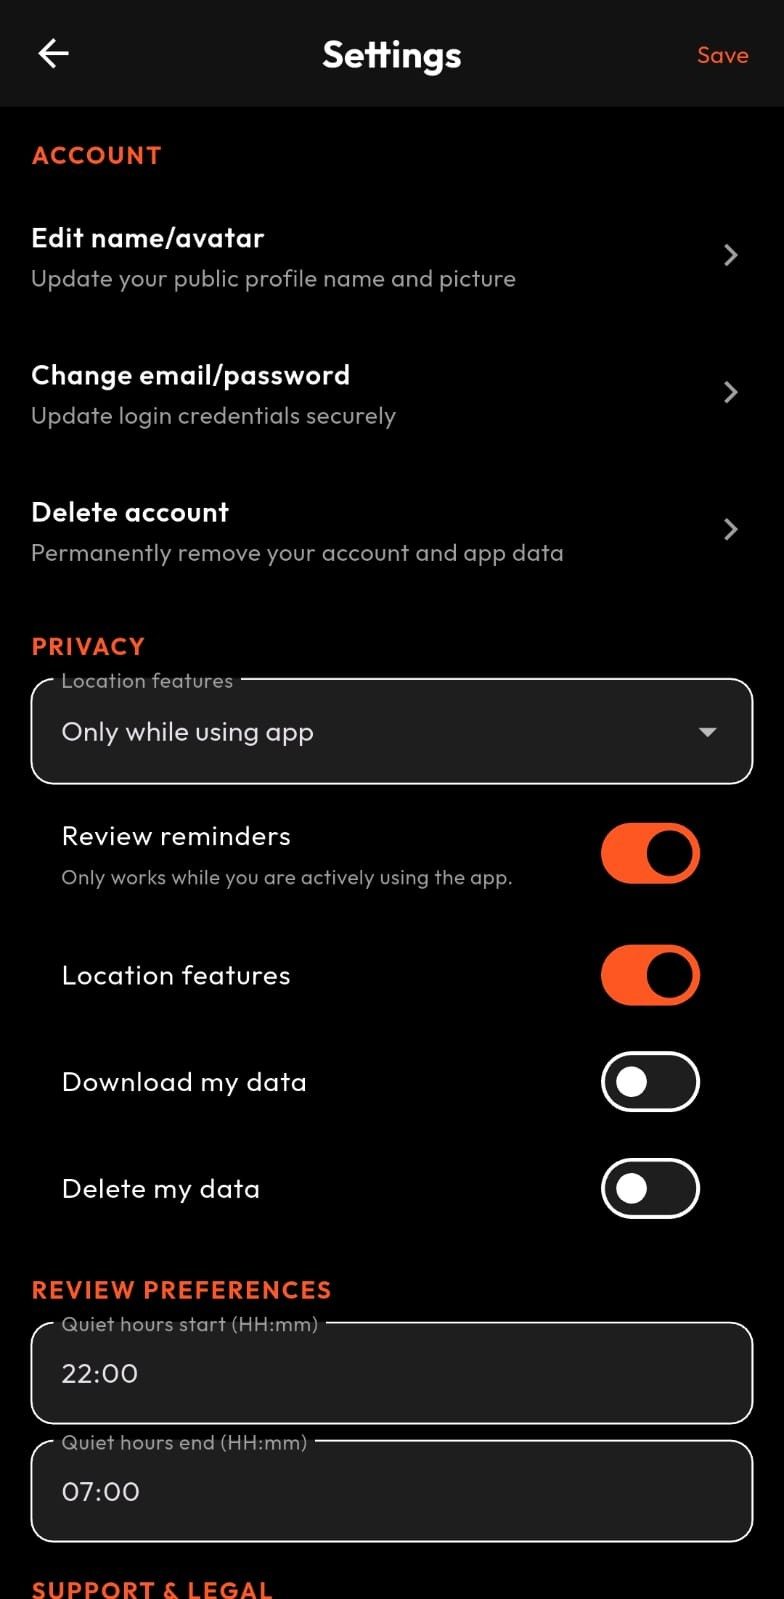 Settings
Save
ACCOUNT
Edit name/avatar
Update your public profile name and picture
Change email/password
Update login credentials securely
Delete account
Permanently remove your account and app data
PRIVACY
Location features
Only while using app
Review reminders
Only works while you are actively using the app.
Location features
Download my data
Delete my data
REVIEW PREFERENCES
Quiet hours start (HH:mm)
22:00
Quiet hours end (HH:mm)
07:00
SUPPORT & LEGAL